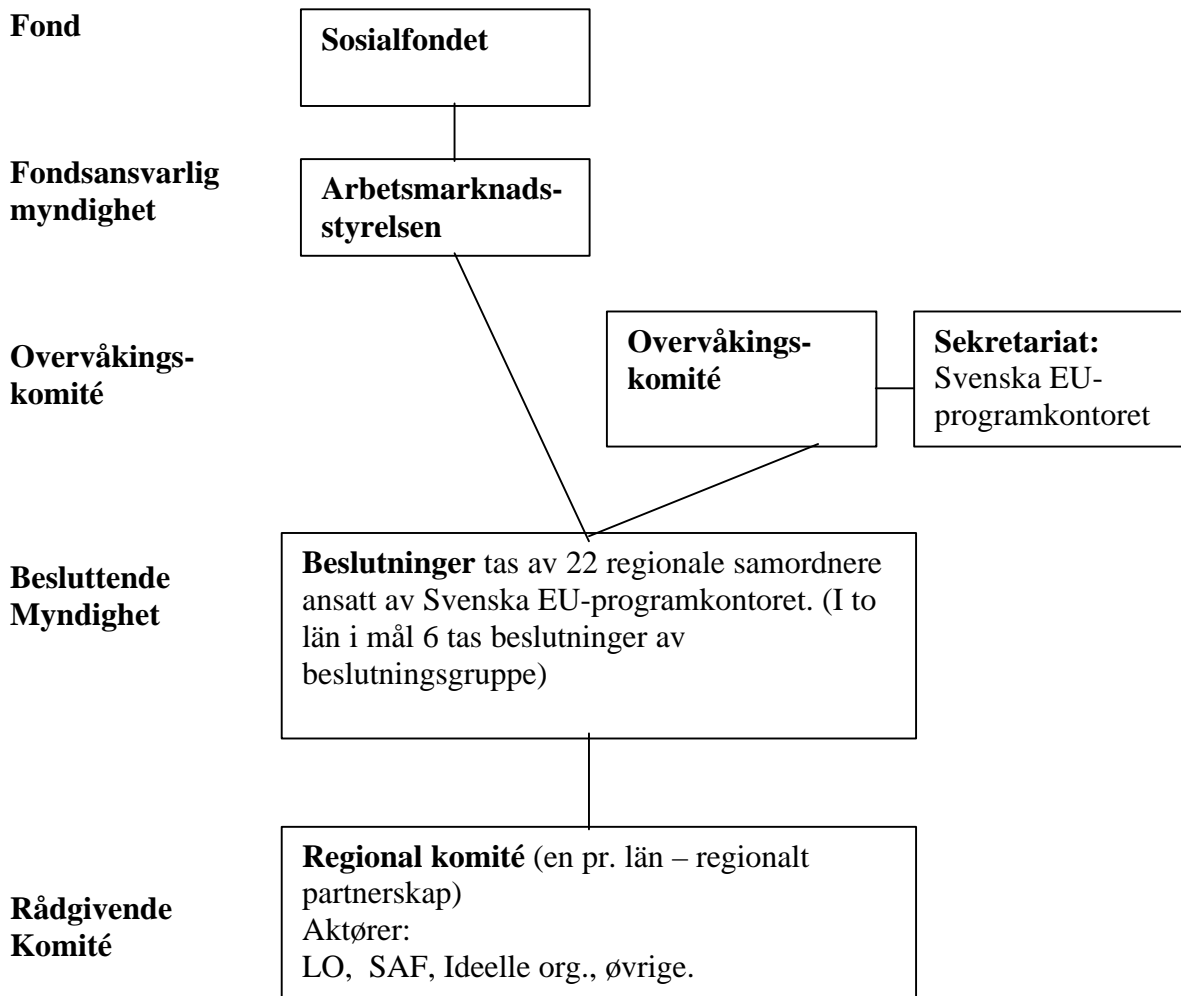 Fond
Sosialfondet
Fondsansvarlig
myndighet
Arbetsmarknads-
styrelsen
Overvåkings-
komité
Overvåkings-
komité
Sekretariat:
Svenska EU-
programkontoret
Besluttende
Myndighet
Beslutninger tas av 22 regionale samordnere
ansatt av Svenska EU-programkontoret. (I to
län i mål 6 tas beslutninger av
beslutningsgruppe)
Rådgivende
Komité
Regional komité (en pr. län – regionalt
partnerskap)
Aktører:
LO, SAF, Ideelle org., øvrige.